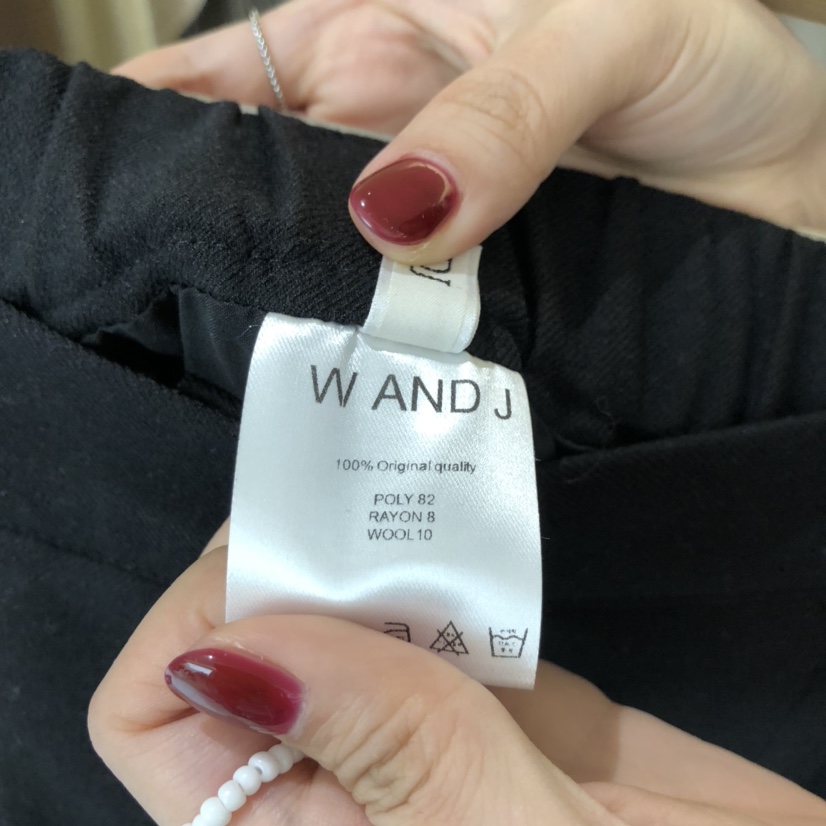 W AND J
100% Original quality
POLY 82
RAYON 8
WOOL 10